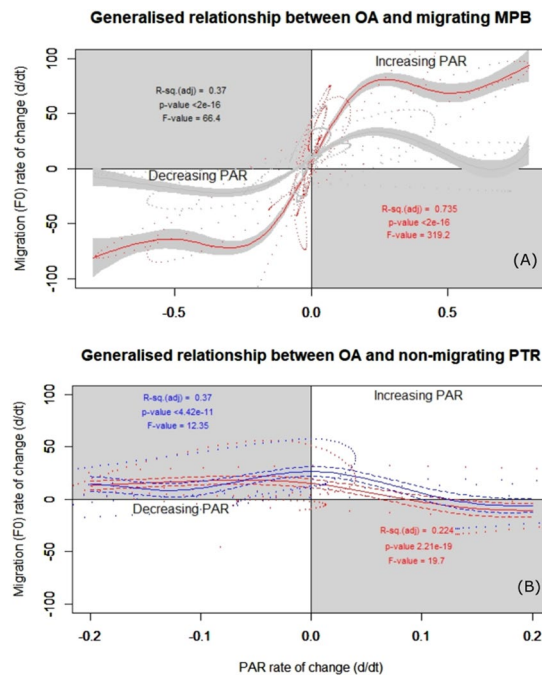 Generalised relationship between OA and migrating MPB
Migration (F0) rate of change (d/dt)
100
50
0
-50
-100
R-sq.(adj) = 0.37
p-value <2e-16
F-value = 66.4
Increasing PAR
Decreasing PAR
R-sq.(adj) = 0.735
p-value <2e-16
F-value = 319.2
(A)
-0.5
0.0
0.5
Generalised relationship between OA and non-migrating PTR
Migration (F0) rate of change (d/dt)
100
50
0
-50
-100
R-sq.(adj) = 0.37
p-value <4.42e-11
F-value = 12.35
Increasing PAR
Decreasing PAR
R-sq.(adj) = 0.224
p-value 2.21e-19
F-value = 19.7
(B)
-0.2
-0.1
0.0
0.1
0.2
PAR rate of change (d/dt)